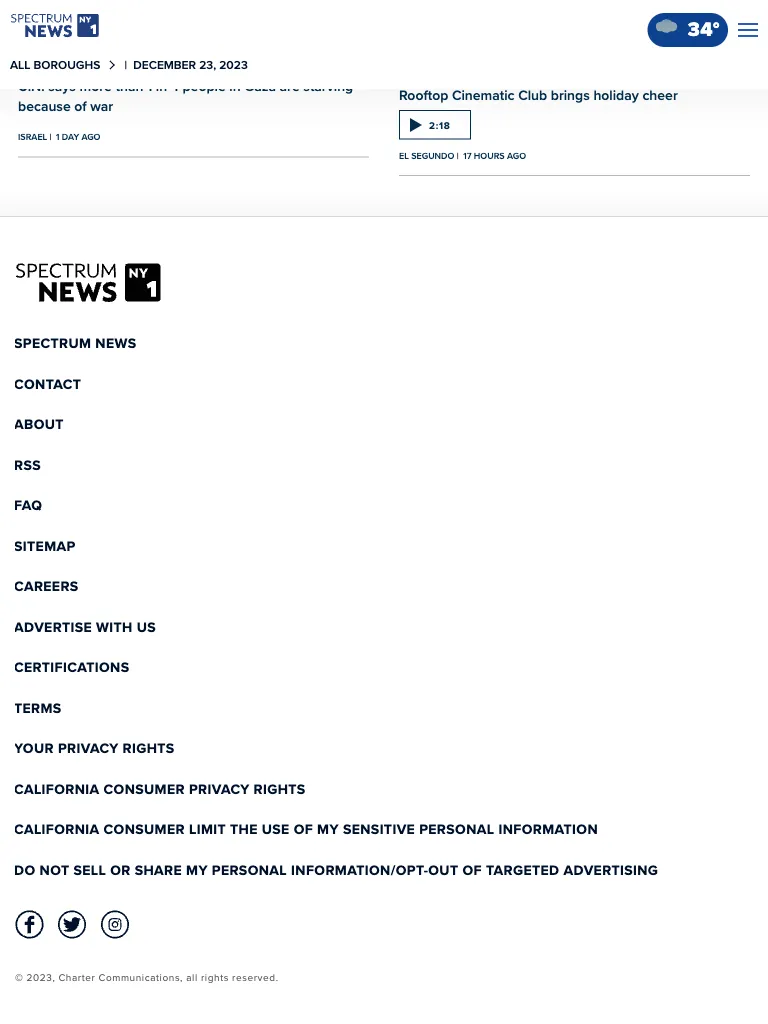 SPECTRUM
NEWS NY
1
34°
ALL BOROUGHS | DECEMBER 23, 2023
U.N. says more than 1 in 4 people in Gaza are starving
because of war
ISRAEL | 1 DAY AGO
Rooftop Cinematic Club brings holiday cheer
2:18
EL SEGUNDO | 17 HOURS AGO
SPECTRUM
NEWS NY
1
SPECTRUM NEWS
CONTACT
ABOUT
RSS
FAQ
SITEMAP
CAREERS
ADVERTISE WITH US
CERTIFICATIONS
TERMS
YOUR PRIVACY RIGHTS
CALIFORNIA CONSUMER PRIVACY RIGHTS
CALIFORNIA CONSUMER LIMIT THE USE OF MY SENSITIVE PERSONAL INFORMATION
DO NOT SELL OR SHARE MY PERSONAL INFORMATION/OPT-OUT OF TARGETED ADVERTISING
© 2023, Charter Communications, all rights reserved.